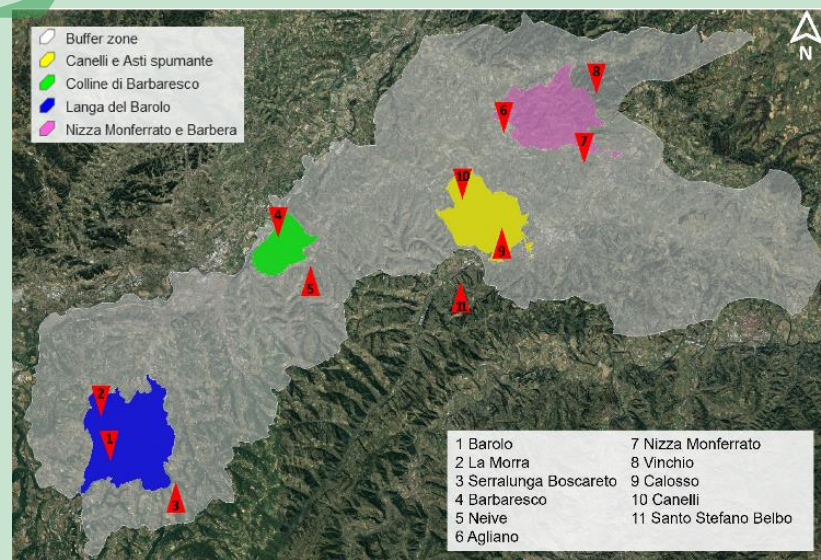 Buffer zone
Canelli e Asti spumante
Colline di Barbaresco
Langa del Barolo
Nizza Monferrato e Barbera
N
8
6
7
10
4
9
5
11
2
1
3
1 Barolo
2 La Morra
3 Serralunga Boscareto
4 Barbaresco
5 Neive
6 Agliano
7 Nizza Monferrato
8 Vinchio
9 Calosso
10 Canelli
11 Santo Stefano Belbo